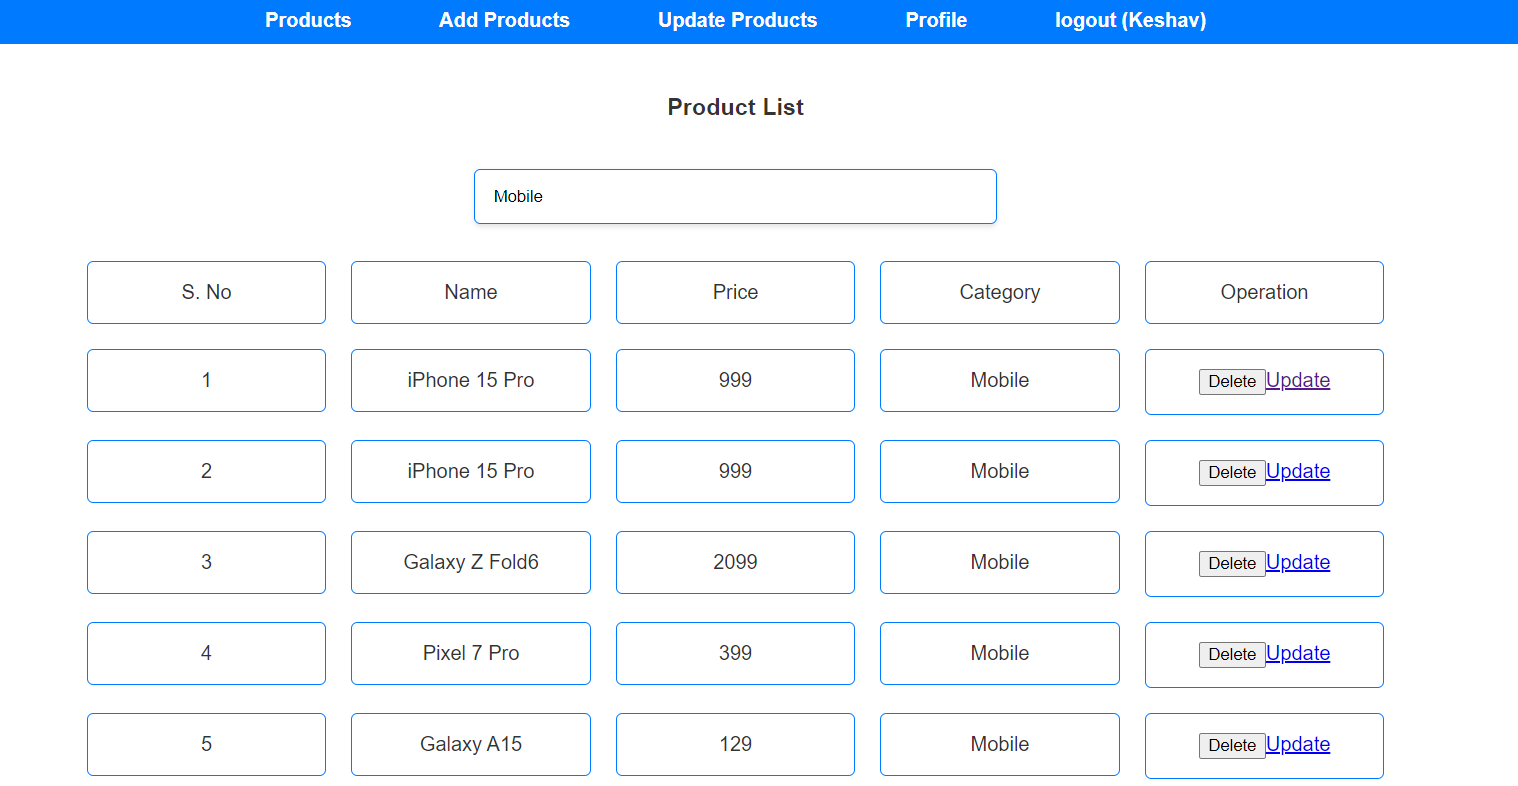 Products Add Products Update Products Profile logout (Keshav)
Product List
Mobile
S. No Name Price Category Operation
1 iPhone 15 Pro 999 Mobile Delete Update
2 iPhone 15 Pro 999 Mobile Delete Update
3 Galaxy Z Fold6 2099 Mobile Delete Update
4 Pixel 7 Pro 399 Mobile Delete Update
5 Galaxy A15 129 Mobile Delete Update